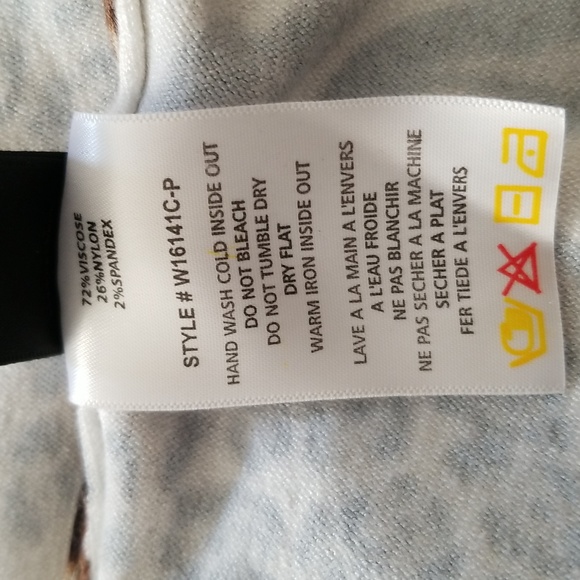 72%VISCOSE
26%NYLON
2%SPANDEX
STYLE # W16141C-P
HAND WASH COLD INSIDE OUT
DO NOT BLEACH
DO NOT TUMBLE DRY
DRY FLAT
WARM IRON INSIDE OUT
LAVE A LA MAIN A L'ENVERS
A L'EAU FROIDE
NE PAS BLANCHIR
NE PAS SECHER A LA MACHINE
SECHER A PLAT
FER TIEDE A L'ENVERS